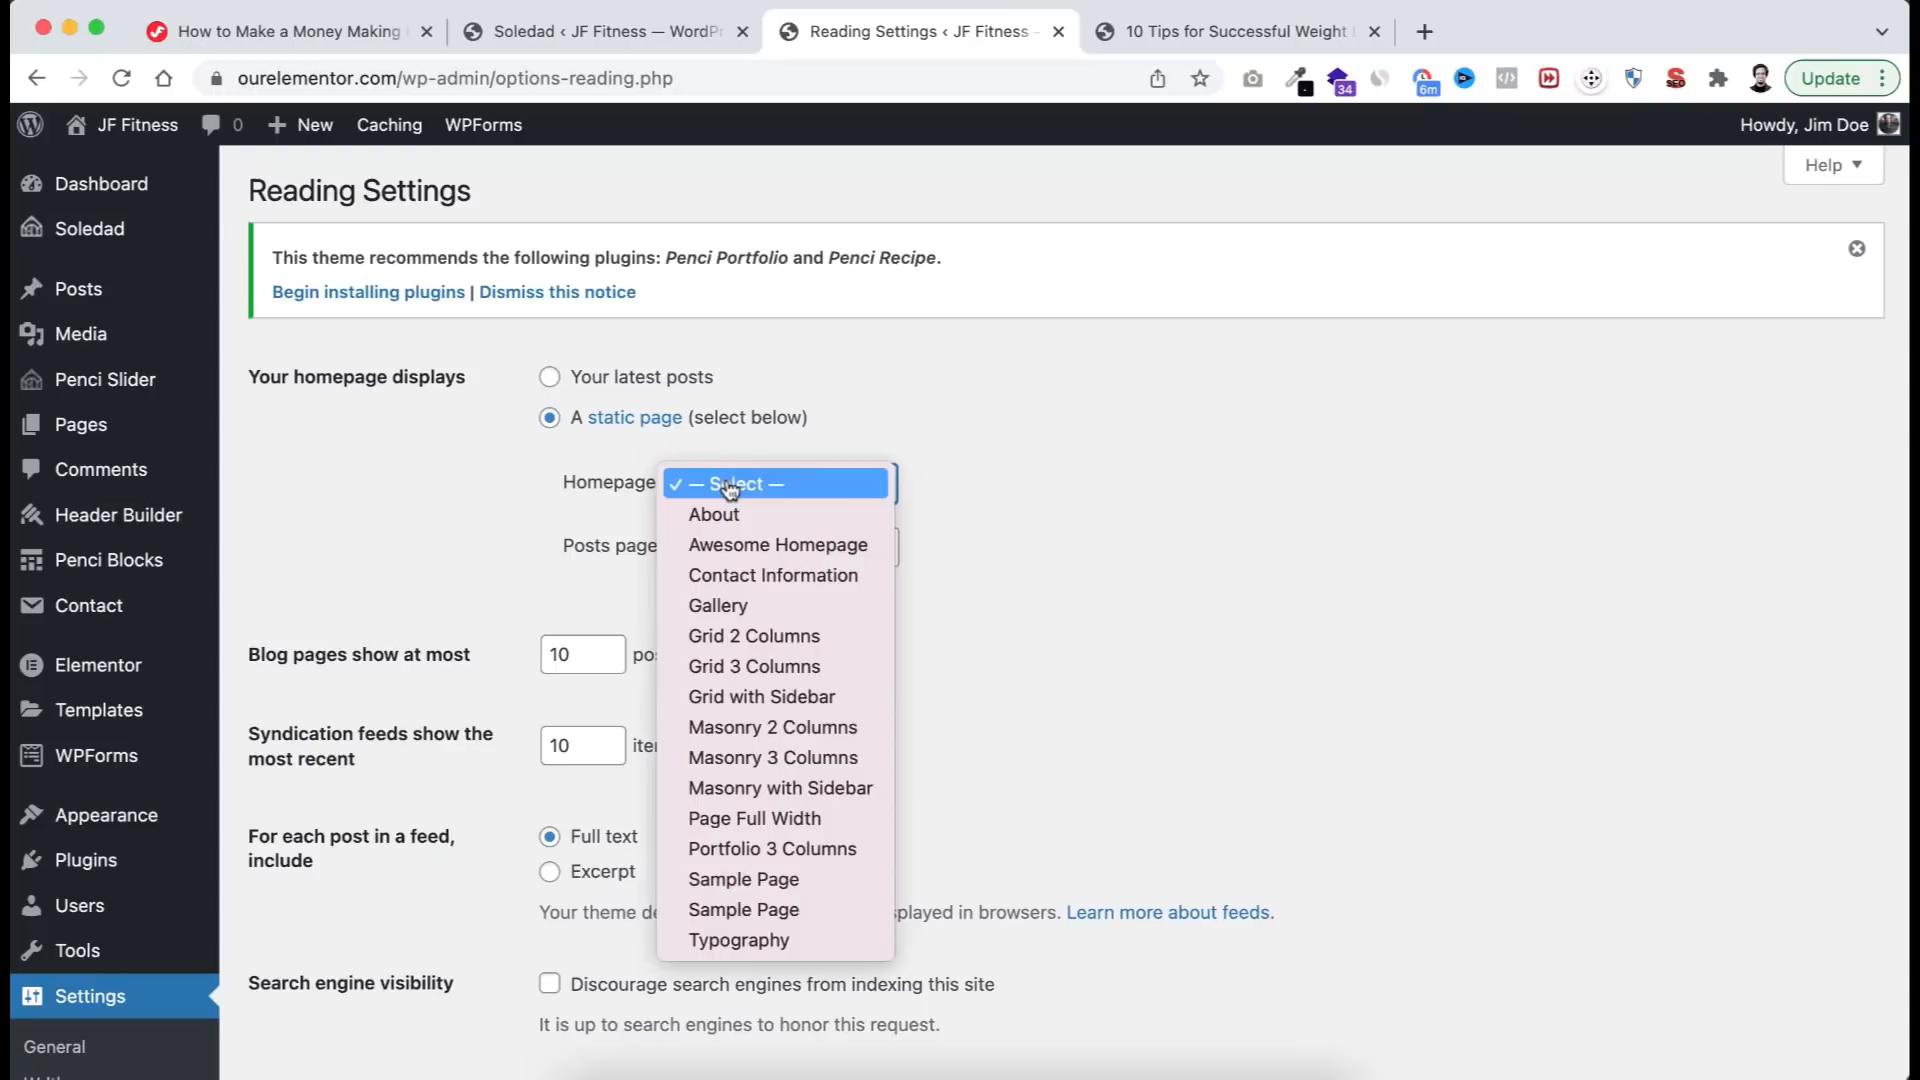 How to Make a Money Making
Soledad ‹ JF Fitness — WordPr
Reading Settings ‹ JF Fitness
10 Tips for Successful Weight
ourelementor.com/wp-admin/options-reading.php
34
6m
SEO
Update
JF Fitness
0
New
Caching
WPForms
Howdy, Jim Doe
Help
Dashboard
Soledad
Posts
Media
Penci Slider
Pages
Comments
Header Builder
Penci Blocks
Contact
Elementor
Templates
WPForms
Appearance
Plugins
Users
Tools
Settings
General
Reading Settings
This theme recommends the following plugins: Penci Portfolio and Penci Recipe.
Begin installing plugins | Dismiss this notice
Your homepage displays
Your latest posts
A static page (select below)
Homepage
✓ — Select —
About
Awesome Homepage
Contact Information
Gallery
Grid 2 Columns
Grid 3 Columns
Grid with Sidebar
Masonry 2 Columns
Masonry 3 Columns
Masonry with Sidebar
Page Full Width
Portfolio 3 Columns
Sample Page
Sample Page
Typography
Posts page
Blog pages show at most
10
Syndication feeds show the
most recent
10
For each post in a feed,
include
Full text
Excerpt
Your theme played in browsers. Learn more about feeds.
Search engine visibility
Discourage search engines from indexing this site
It is up to search engines to honor this request.